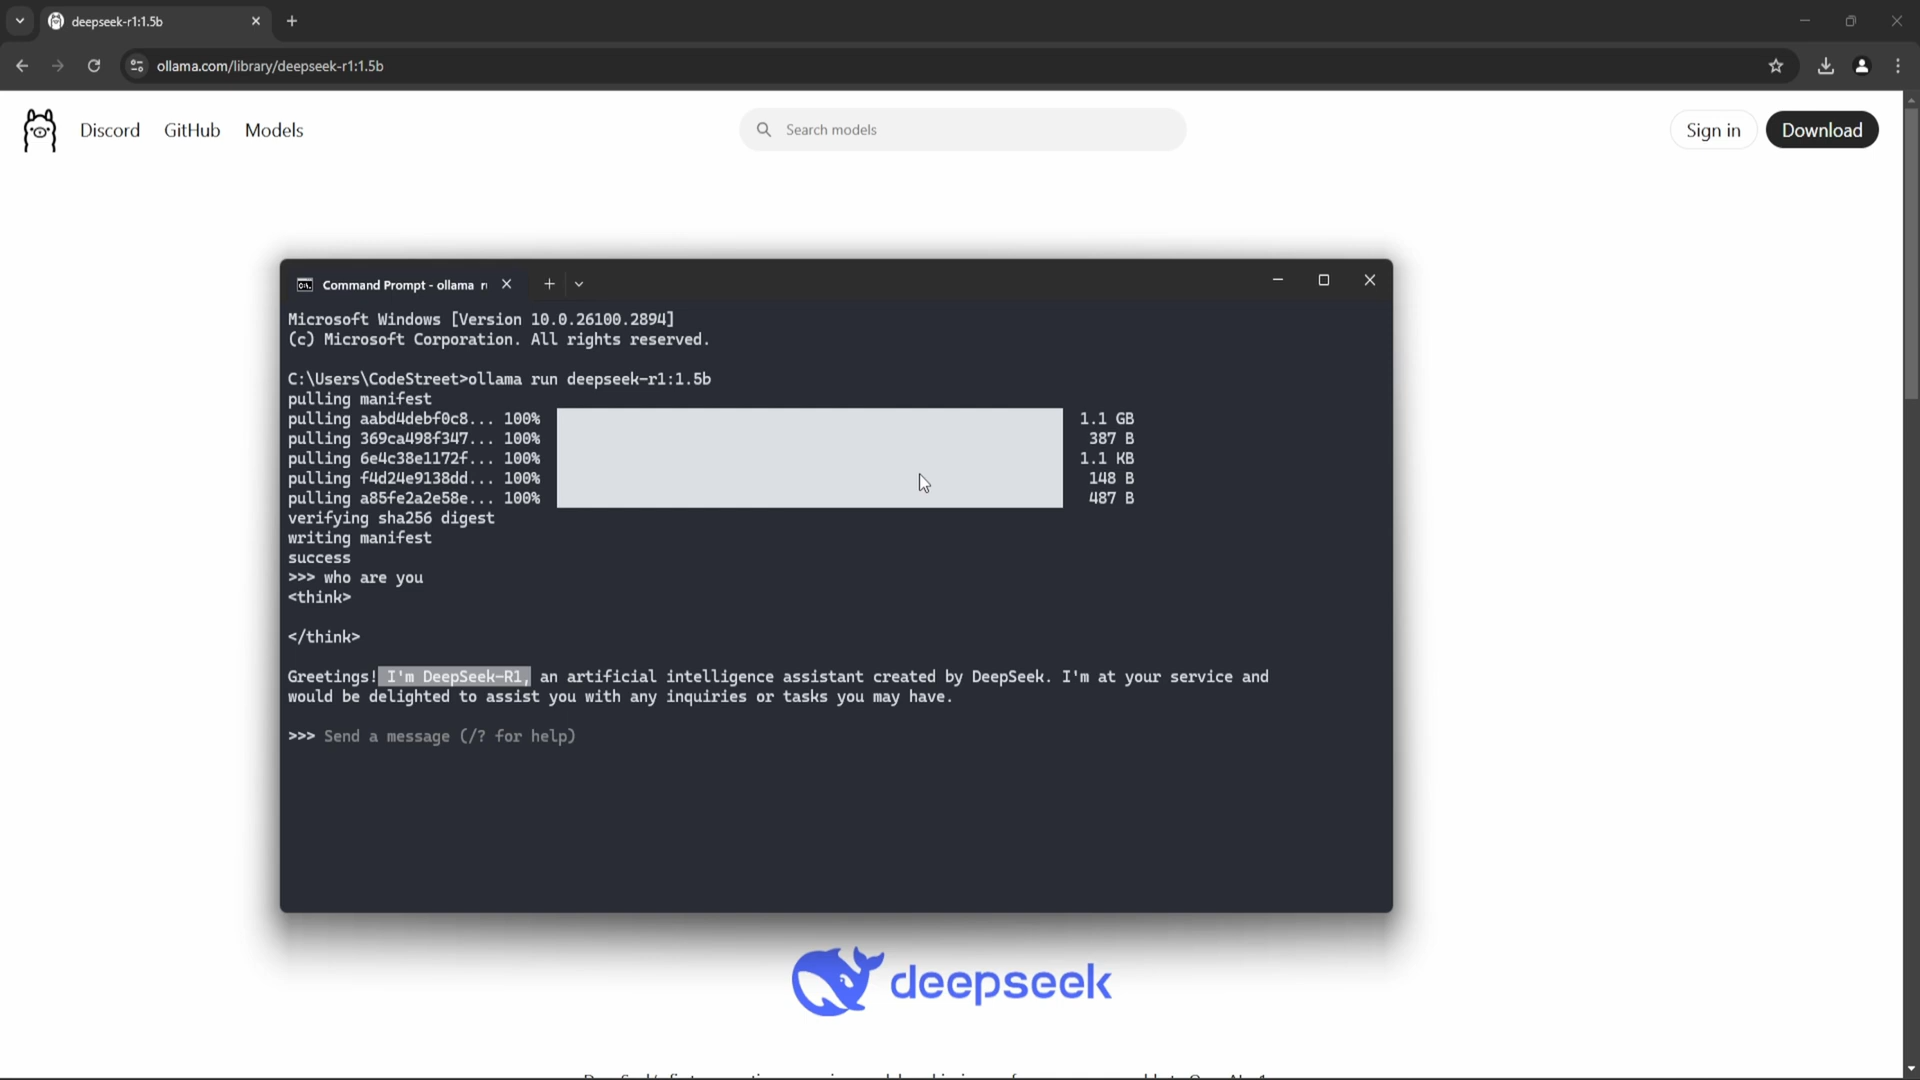 deepseek-r1:1.5b
ollama.com/library/deepseek-r1:1.5b
Discord GitHub Models
Search models
Sign in Download
Command Prompt - ollama
Microsoft Windows [Version 10.0.26100.2894]
(c) Microsoft Corporation. All rights reserved.
C:\Users\CodeStreet>ollama run deepseek-r1:1.5b
pulling manifest
pulling aabd4debf0c8... 100% 1.1 GB
pulling 369ca498f347... 100% 387 B
pulling 6e4c38e1172f... 100% 1.1 KB
pulling f4d24e9138dd... 100% 148 B
pulling a85fe2a2e58e... 100% 487 B
verifying sha256 digest
writing manifest
success
>>> who are you
<think>
</think>
Greetings! I'm DeepSeek-R1, an artificial intelligence assistant created by DeepSeek. I'm at your service and
would be delighted to assist you with any inquiries or tasks you may have.
>>> Send a message (/? for help)
deepseek